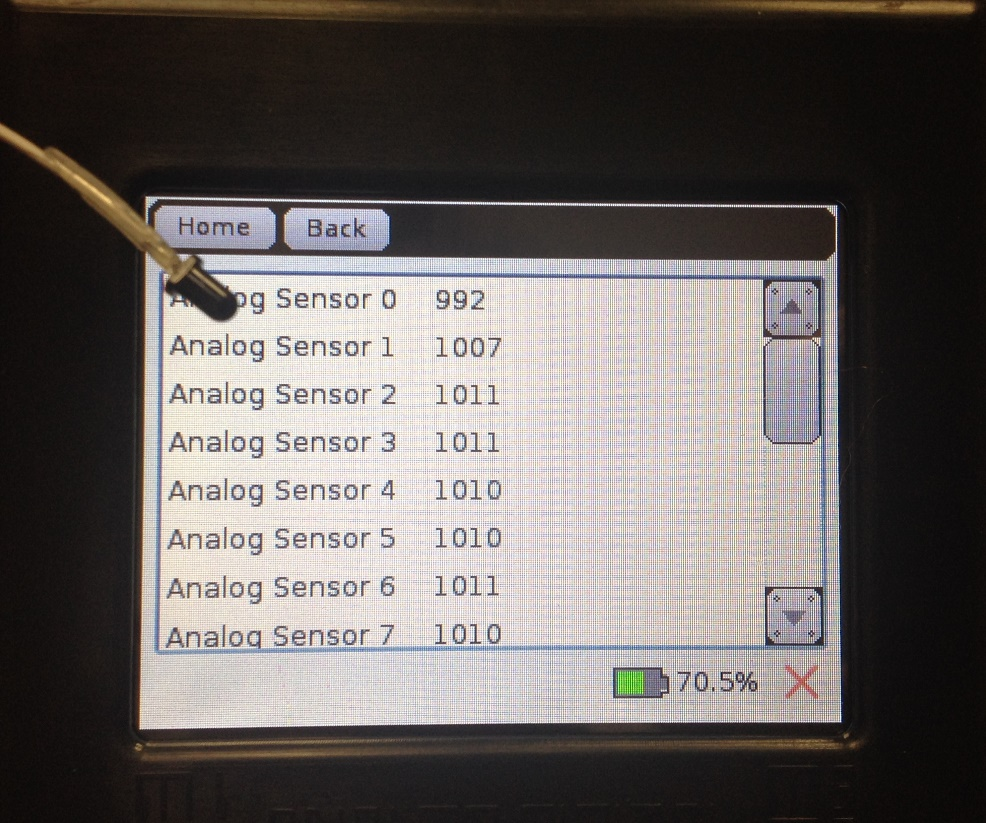 Home Back
Analog Sensor 0 992
Analog Sensor 1 1007
Analog Sensor 2 1011
Analog Sensor 3 1011
Analog Sensor 4 1010
Analog Sensor 5 1010
Analog Sensor 6 1011
Analog Sensor 7 1010
70.5%